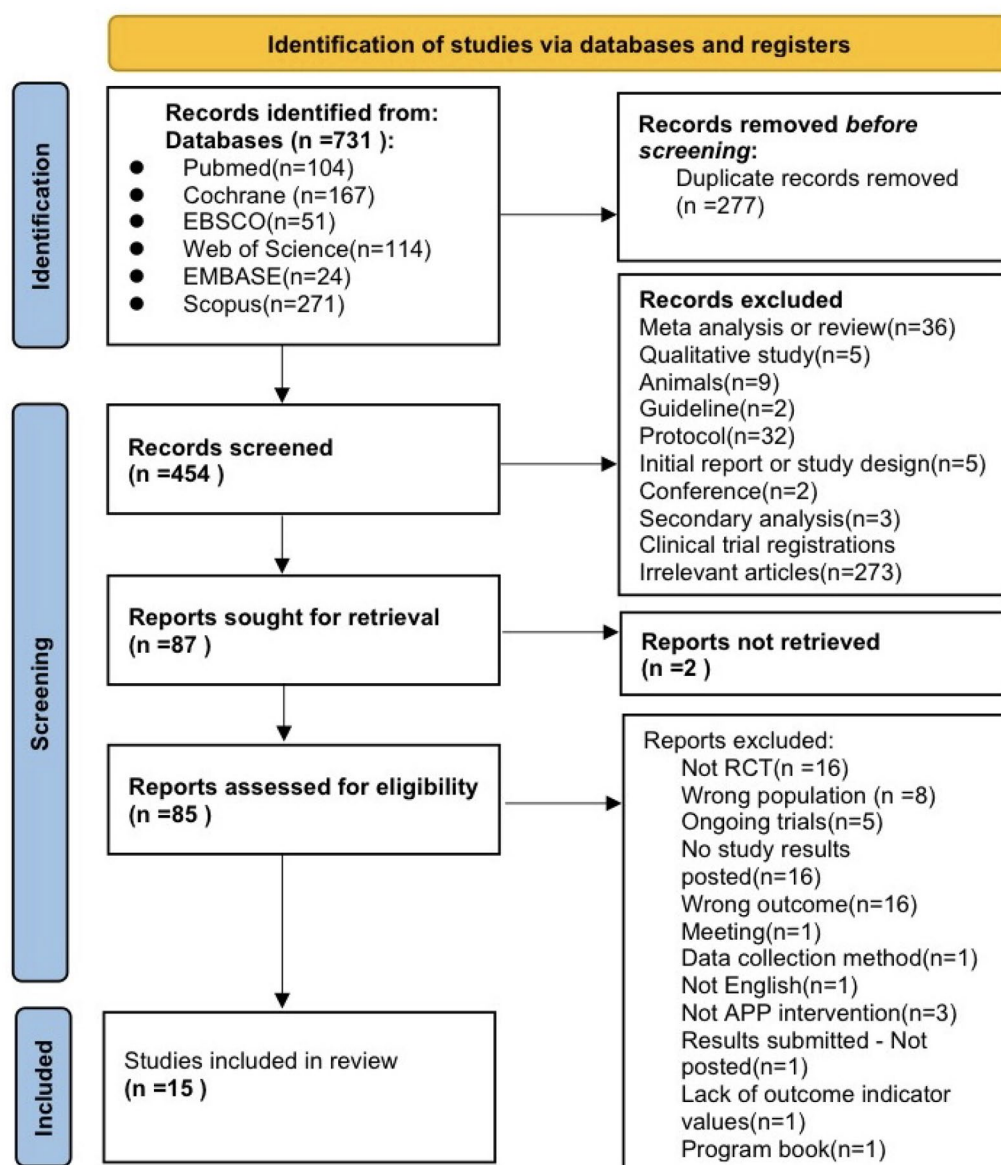 Identification of studies via databases and registers
Identification
Records identified from:
Databases (n =731 ):
● Pubmed(n=104)
● Cochrane (n=167)
● EBSCO(n=51)
● Web of Science(n=114)
● EMBASE(n=24)
● Scopus(n=271)
Records removed before
screening:
Duplicate records removed
(n =277)
Screening
Records screened
(n =454 )
Records excluded
Meta analysis or review(n=36)
Qualitative study(n=5)
Animals(n=9)
Guideline(n=2)
Protocol(n=32)
Initial report or study design(n=5)
Conference(n=2)
Secondary analysis(n=3)
Clinical trial registrations
Irrelevant articles(n=273)
Reports sought for retrieval
(n =87 )
Reports not retrieved
(n =2 )
Reports assessed for eligibility
(n =85 )
Reports excluded:
Not RCT(n =16)
Wrong population (n =8)
Ongoing trials(n=5)
No study results
posted(n=16)
Wrong outcome(n=16)
Meeting(n=1)
Data collection method(n=1)
Not English(n=1)
Not APP intervention(n=3)
Results submitted - Not
posted(n=1)
Lack of outcome indicator
values(n=1)
Program book(n=1)
Included
Studies included in review
(n =15 )